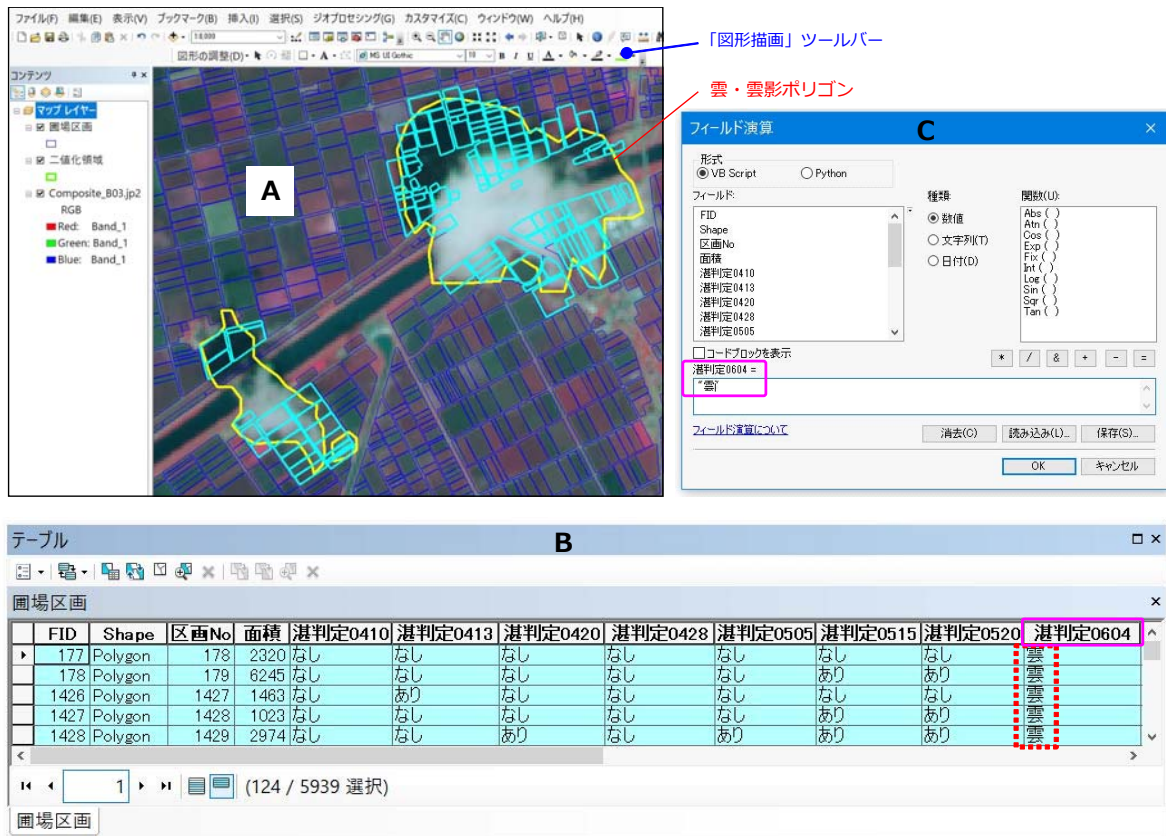 ファイル(F) 編集(E) 表示(V) ブックマーク(B) 挿入(I) 選択(S) ジオプロセシング(G) カスタマイズ(C) ウィンドウ(W) ヘルプ(H)
図形の調整(D) A MS UI Gothic 10 B I U A
「図形描画」ツールバー
雲・雲影ポリゴン
コンテンツ
マップ レイヤー
圃場区画
二値化領域
Composite_B03.jp2
RGB
Red: Band_1
Green: Band_1
Blue: Band_1
A
フィールド演算
C
形式
VB Script Python
フィールド:
FID
Shape
区画No
面積
湛判定0410
湛判定0413
湛判定0420
湛判定0428
湛判定0505
種類:
数値
文字列(T)
日付(D)
関数(U):
Abs ( )
Atn ( )
Cos ( )
Exp ( )
Fix ( )
Int ( )
Log ( )
Sin ( )
Sqr ( )
Tan ( )
コードブロックを表示
* / & + - =
湛判定0604 =
"雲"
フィールド演算について
消去(C) 読み込み(L)... 保存(S)...
OK キャンセル
テーブル
B
圃場区画
FID Shape 区画No 面積 湛判定0410 湛判定0413 湛判定0420 湛判定0428 湛判定0505 湛判定0515 湛判定0520 湛判定0604
177 Polygon 178 2320 なし なし なし なし なし なし なし 雲
178 Polygon 179 6245 なし なし なし なし なし あり あり 雲
1426 Polygon 1427 1463 なし あり なし なし なし なし なし 雲
1427 Polygon 1428 1023 なし なし なし なし なし あり あり 雲
1428 Polygon 1429 2974 なし なし あり なし あり あり あり 雲
1 (124 / 5939 選択)
圃場区画